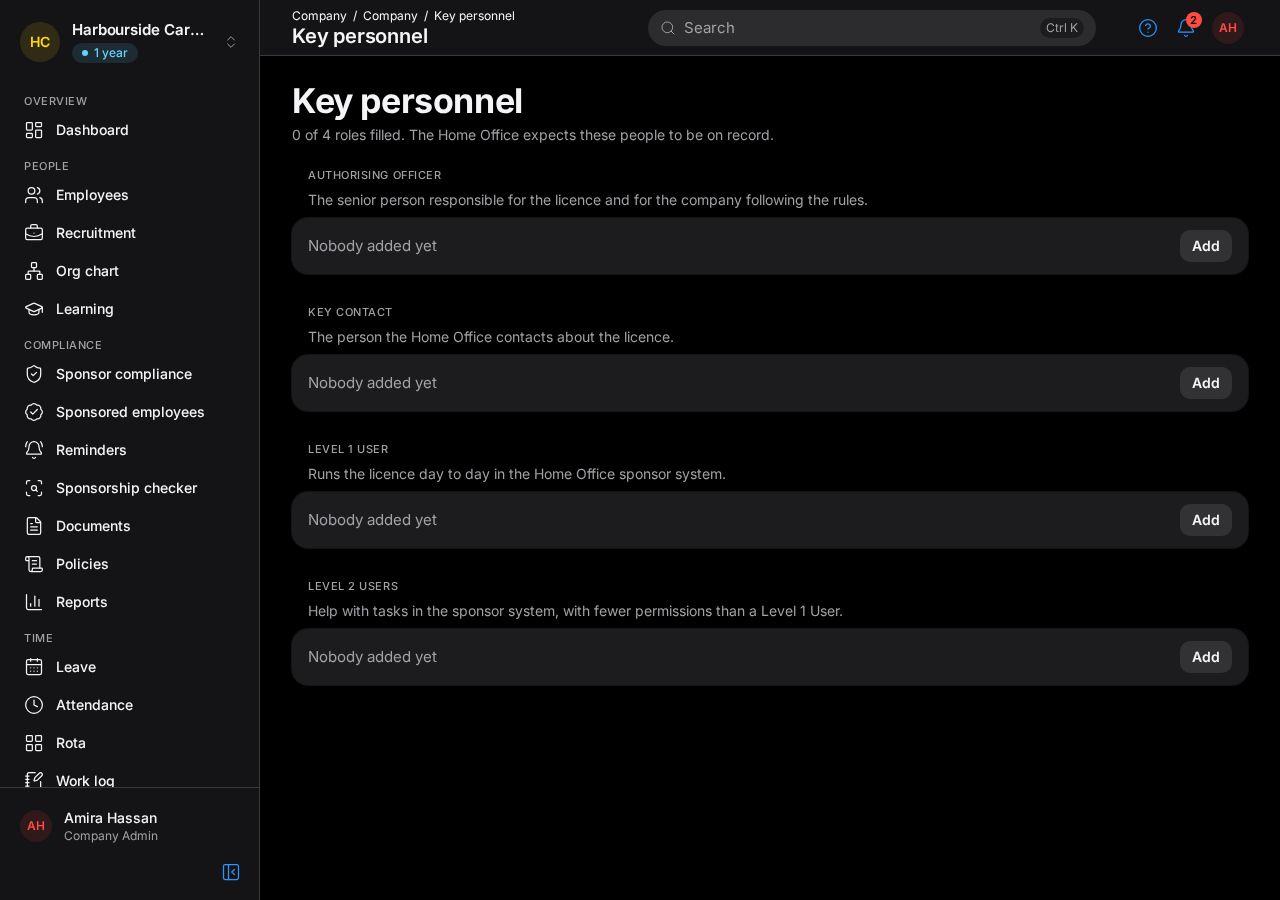 HC
Harbourside Car...
1 year
OVERVIEW
Dashboard
PEOPLE
Employees
Recruitment
Org chart
Learning
COMPLIANCE
Sponsor compliance
Sponsored employees
Reminders
Sponsorship checker
Documents
Policies
Reports
TIME
Leave
Attendance
Rota
Work log
AH
Amira Hassan
Company Admin
Company / Company / Key personnel
Key personnel
Search
Ctrl K
2
AH
Key personnel
0 of 4 roles filled. The Home Office expects these people to be on record.
AUTHORISING OFFICER
The senior person responsible for the licence and for the company following the rules.
Nobody added yet
Add
KEY CONTACT
The person the Home Office contacts about the licence.
Nobody added yet
Add
LEVEL 1 USER
Runs the licence day to day in the Home Office sponsor system.
Nobody added yet
Add
LEVEL 2 USERS
Help with tasks in the sponsor system, with fewer permissions than a Level 1 User.
Nobody added yet
Add